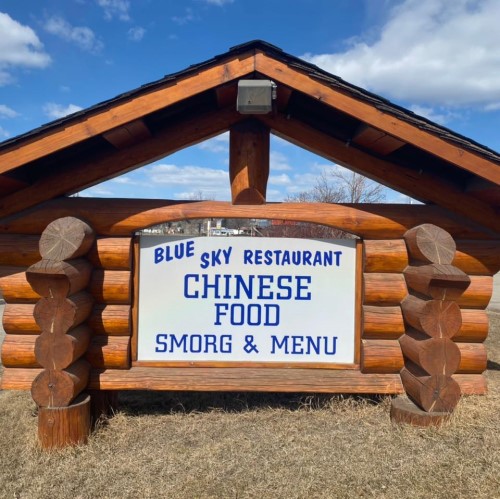 BLUE SKY RESTAURANT
CHINESE
FOOD
SMORG & MENU